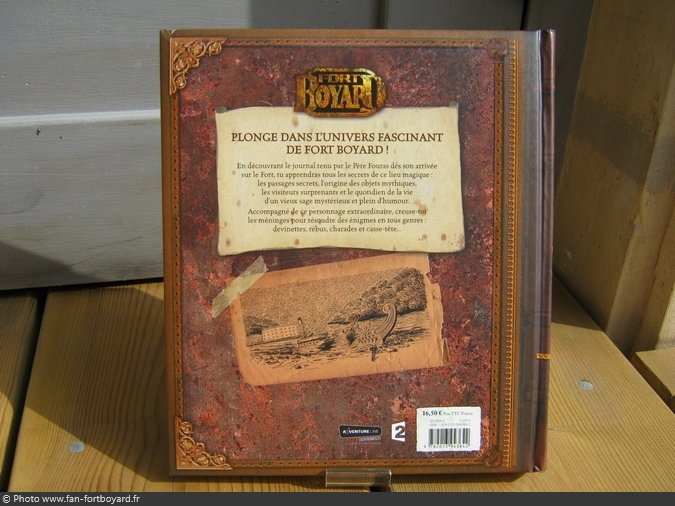 FORT
BOYARD
PLONGE DANS L'UNIVERS FASCINANT
DE FORT BOYARD !
En découvrant le journal tenu par le Père Fouras dès son arrivée
sur le Fort, tu apprendras tous les secrets de ce lieu magique :
les passages secrets, l'origine des objets mythiques,
les visiteurs surprenants et le quotidien de la vie
d'un vieux sage mystérieux et plein d'humour.
Accompagné de ce personnage extraordinaire, creuse-toi
les méninges pour résoudre des énigmes en tous genres :
devinettes, rébus, charades et casse-tête...
16,50 € Prix TTC France
ADVENTURE LINE
2
© Photo www.fan-fortboyard.fr